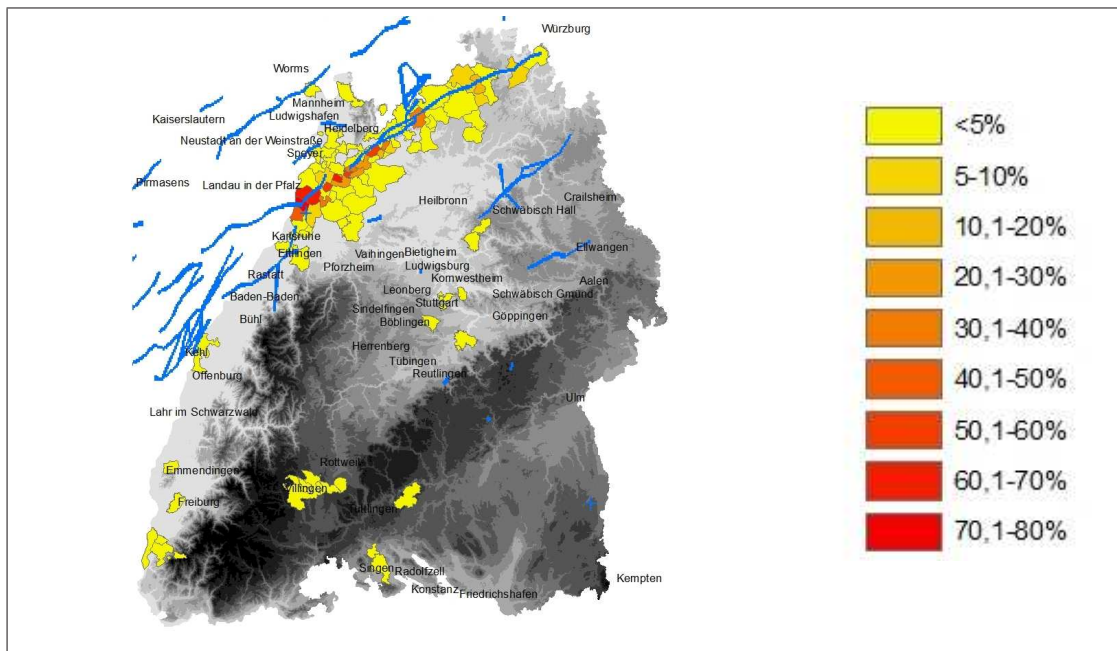 Würzburg
Worms
Mannheim
Ludwigshafen
Kaiserslautern
Heidelberg
Neustadt an der Weinstraße
Speyer
Pirmasens
Landau in der Pfalz
Heilbronn
Crailsheim
Schwäbisch Hall
Karlsruhe
Ettlingen
Vaihingen
Bietigheim
Ellwangen
Pforzheim
Ludwigsburg
Rastatt
Kornwestheim
Aalen
Leonberg
Baden-Baden
Stuttgart
Schwäbisch Gmünd
Sindelfingen
Bühl
Böblingen
Göppingen
Herrenberg
Kehl
Tübingen
Offenburg
Reutlingen
Ulm
Lahr im Schwarzwald
Rottweil
Emmendingen
Villingen
Freiburg
Tuttlingen
Singen
Radolfzell
Kempten
Konstanz
Friedrichshafen
<5%
5-10%
10,1-20%
20,1-30%
30,1-40%
40,1-50%
50,1-60%
60,1-70%
70,1-80%